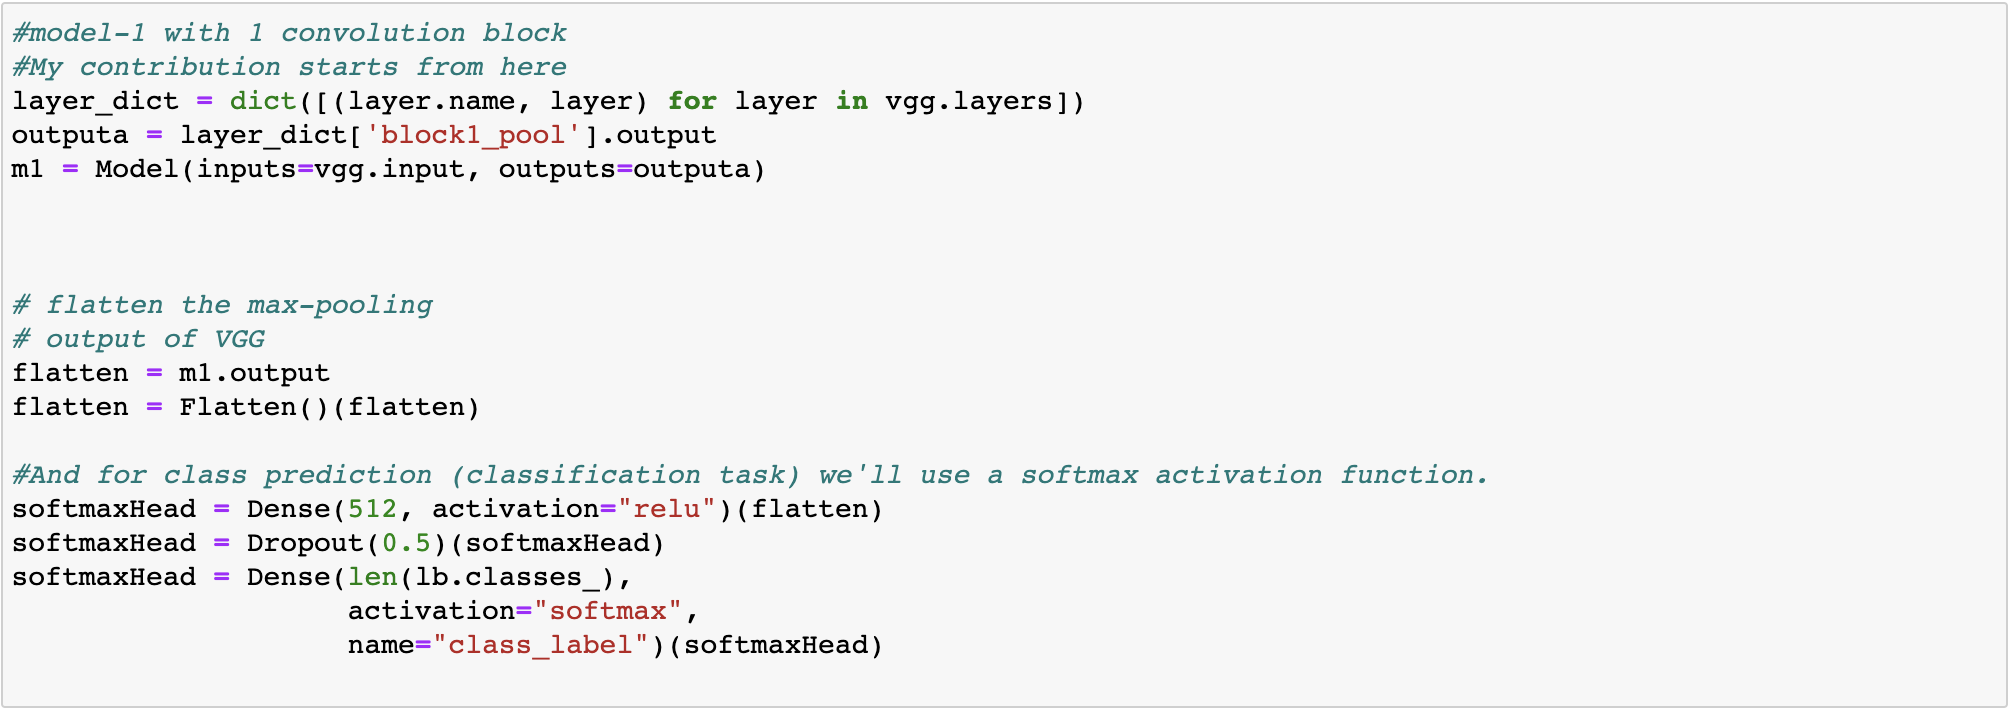 #model-1 with 1 convolution block
#My contribution starts from here
layer_dict = dict([(layer.name, layer) for layer in vgg.layers])
outputa = layer_dict['block1_pool'].output
m1 = Model(inputs=vgg.input, outputs=outputa)
# flatten the max-pooling
# output of VGG
flatten = m1.output
flatten = Flatten()(flatten)
#And for class prediction (classification task) we'll use a softmax activation function.
softmaxHead = Dense(512, activation="relu")(flatten)
softmaxHead = Dropout(0.5)(softmaxHead)
softmaxHead = Dense(len(lb.classes_),
activation="softmax",
name="class_label")(softmaxHead)